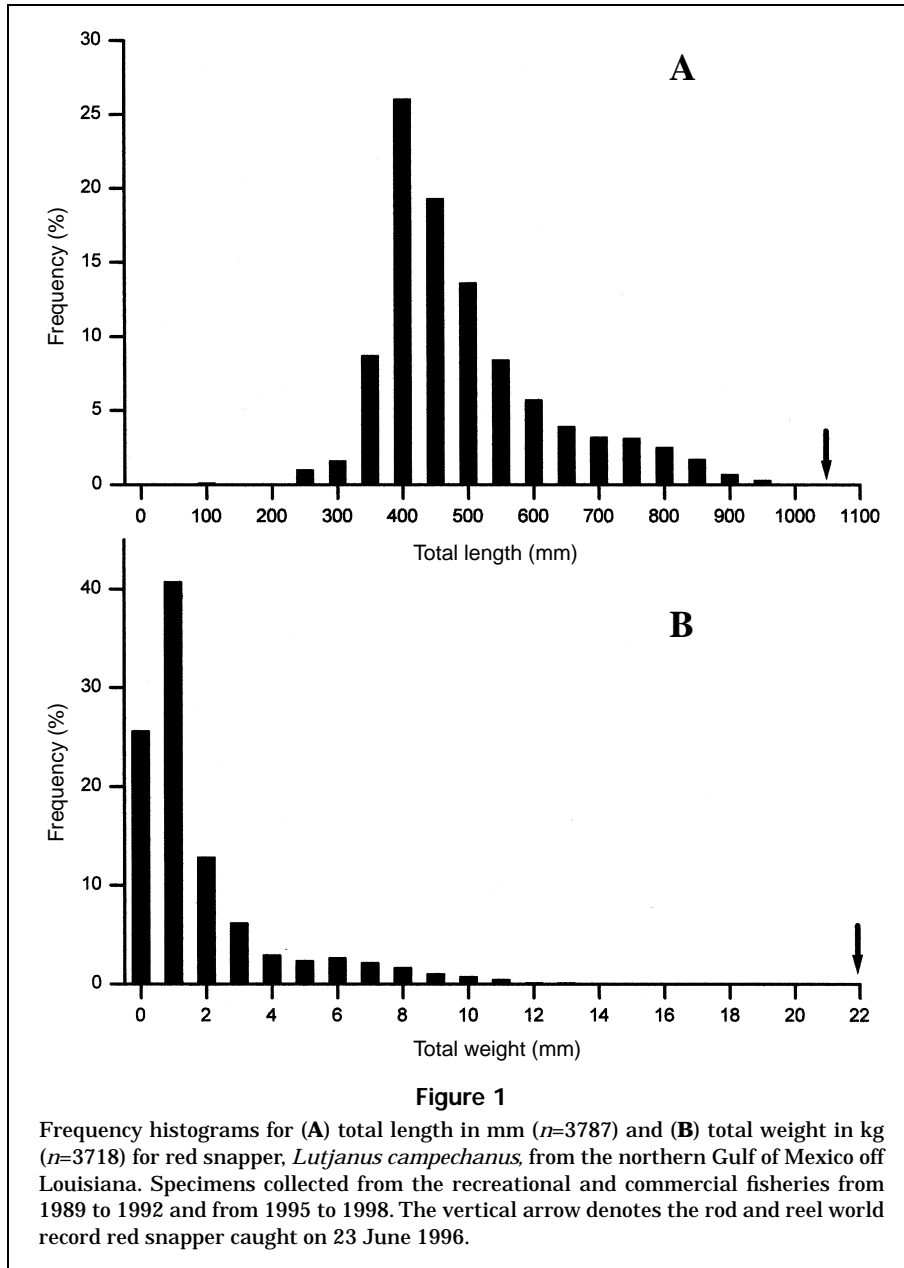 30
A
25
20
15
10
5
0
Frequency (%)
0 100 200 300 400 500 600 700 800 900 1000 1100
Total length (mm)
40
B
30
20
10
0
Frequency (%)
0 2 4 6 8 10 12 14 16 18 20 22
Total weight (mm)
Figure 1
Frequency histograms for (A) total length in mm (n=3787) and (B) total weight in kg
(n=3718) for red snapper, Lutjanus campechanus, from the northern Gulf of Mexico off
Louisiana. Specimens collected from the recreational and commercial fisheries from
1989 to 1992 and from 1995 to 1998. The vertical arrow denotes the rod and reel world
record red snapper caught on 23 June 1996.